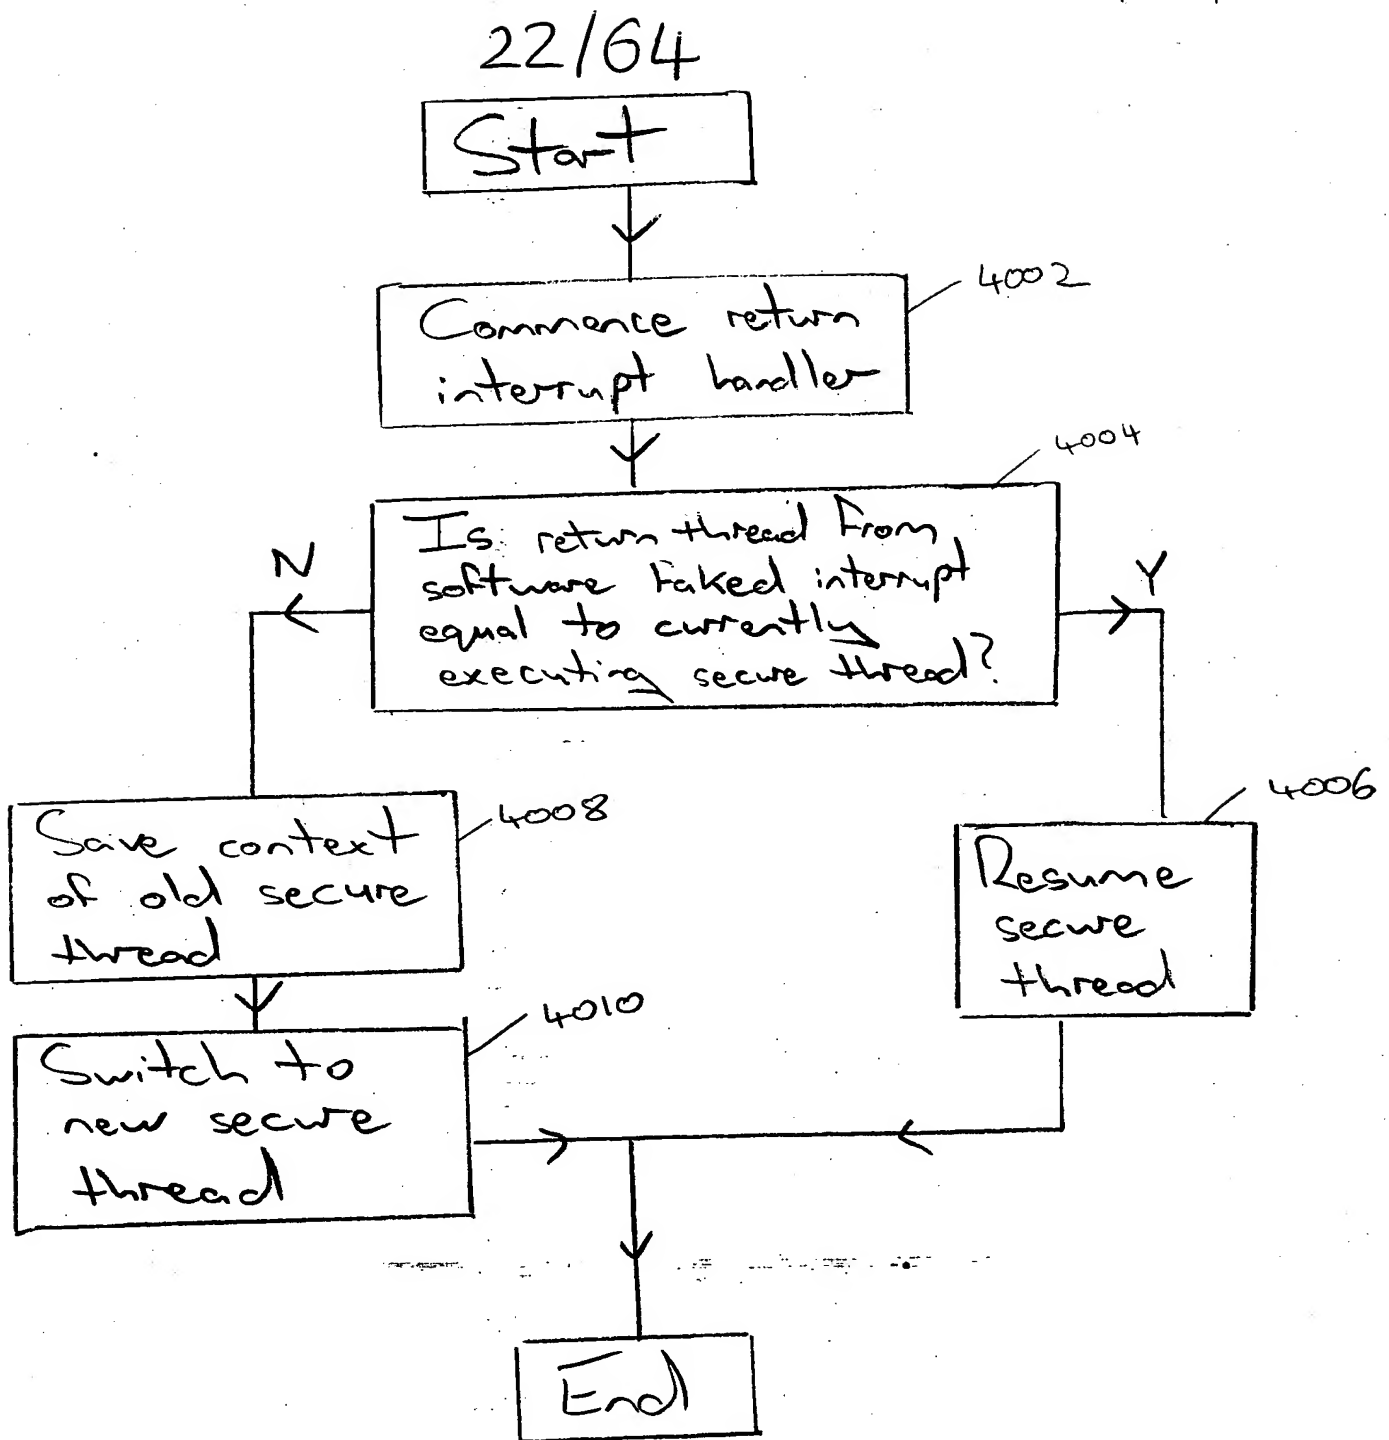 22/64
Start
Commence return
interrupt handler
4002
4004
Is return thread from
software faked interrupt
equal to currently
executing secure thread?
N
Y
Save context
of old secure
thread
4008
4006
Resume
secure
thread
Switch to
new secure
thread
4010
End